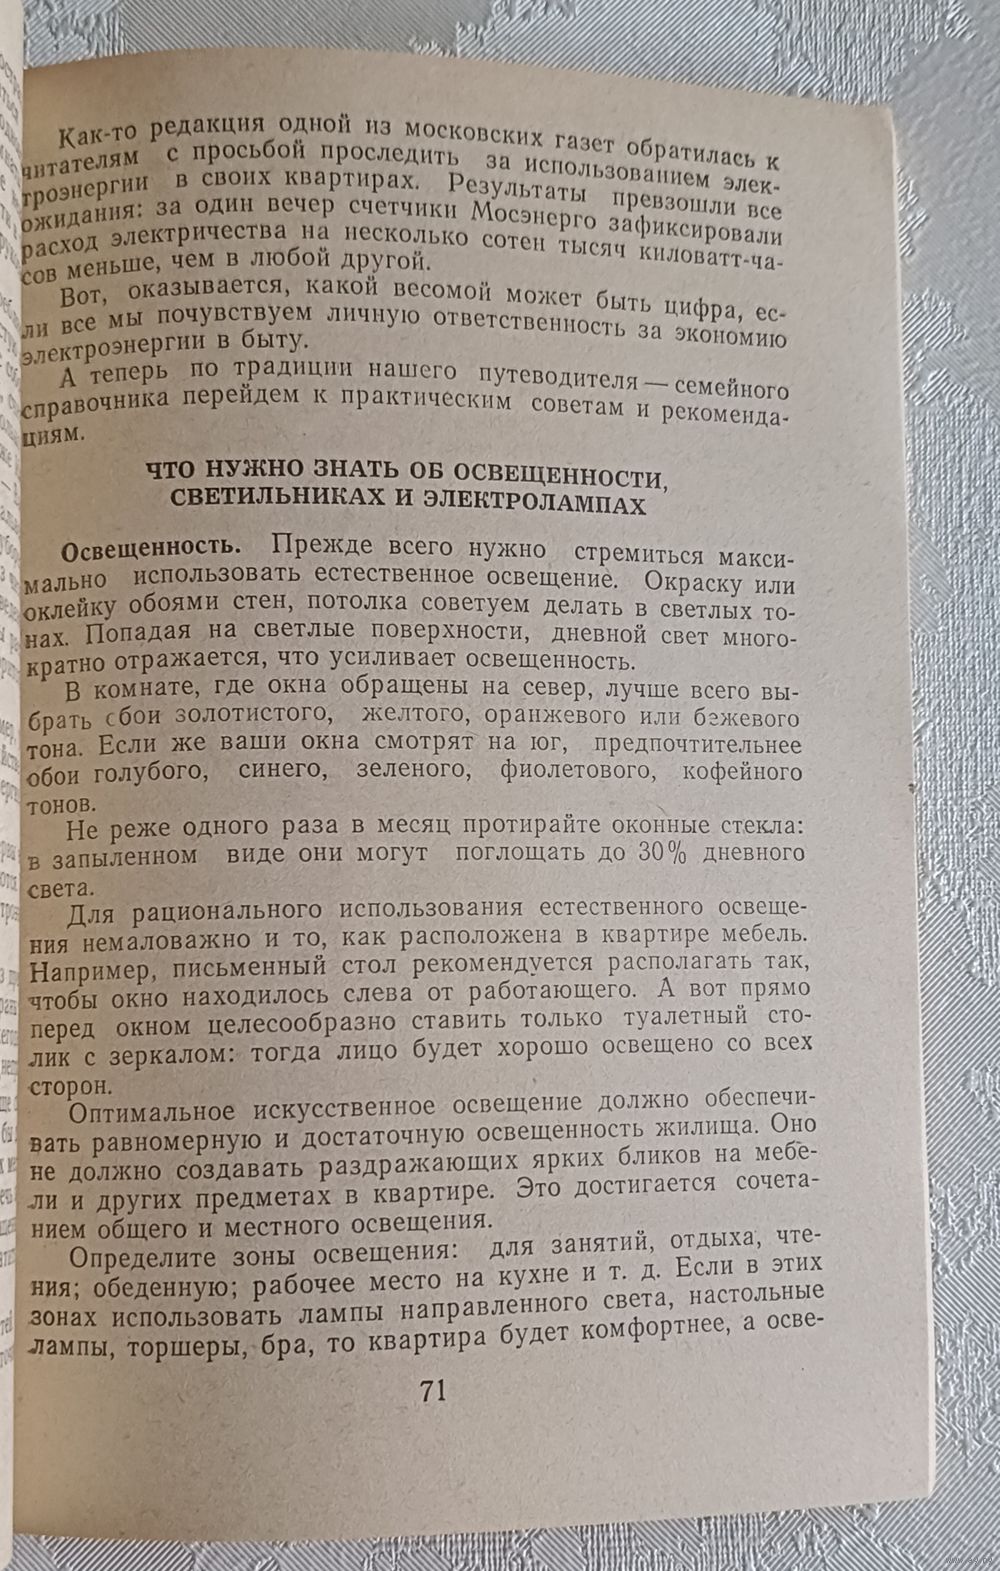 Как-то редакция одной из московских газет обратилась к
читателям с просьбой проследить за использованием элек-
троэнергии в своих квартирах. Результаты превзошли все
ожидания: за один вечер счетчики Мосэнерго зафиксировали
расход электричества на несколько сотен тысяч киловатт-ча-
сов меньше, чем в любой другой.
Вот, оказывается, какой весомой может быть цифра, ес-
ли все мы почувствуем личную ответственность за экономию
электроэнергии в быту.
А теперь по традиции нашего путеводителя — семейного
справочника перейдем к практическим советам и рекоменда-
циям.
ЧТО НУЖНО ЗНАТЬ ОБ ОСВЕЩЕННОСТИ,
СВЕТИЛЬНИКАХ И ЭЛЕКТРОЛАМПАХ
Освещенность. Прежде всего нужно стремиться макси-
мально использовать естественное освещение. Окраску или
оклейку обоями стен, потолка советуем делать в светлых то-
нах. Попадая на светлые поверхности, дневной свет много-
кратно отражается, что усиливает освещенность.
В комнате, где окна обращены на север, лучше всего вы-
брать обои золотистого, желтого, оранжевого или бежевого
тона. Если же ваши окна смотрят на юг, предпочтительнее
обои голубого, синего, зеленого, фиолетового, кофейного
тонов.
Не реже одного раза в месяц протирайте оконные стекла:
в запыленном виде они могут поглощать до 30% дневного
света.
Для рационального использования естественного освеще-
ния немаловажно и то, как расположена в квартире мебель.
Например, письменный стол рекомендуется располагать так,
чтобы окно находилось слева от работающего. А вот прямо
перед окном целесообразно ставить только туалетный сто-
лик с зеркалом: тогда лицо будет хорошо освещено со всех
сторон.
Оптимальное искусственное освещение должно обеспечи-
вать равномерную и достаточную освещенность жилища. Оно
не должно создавать раздражающих ярких бликов на мебе-
ли и других предметах в квартире. Это достигается сочета-
нием общего и местного освещения.
Определите зоны освещения: для занятий, отдыха, чте-
ния; обеденную; рабочее место на кухне и т. д. Если в этих
зонах использовать лампы направленного света, настольные
лампы, торшеры, бра, то квартира будет комфортнее, а осве-
71